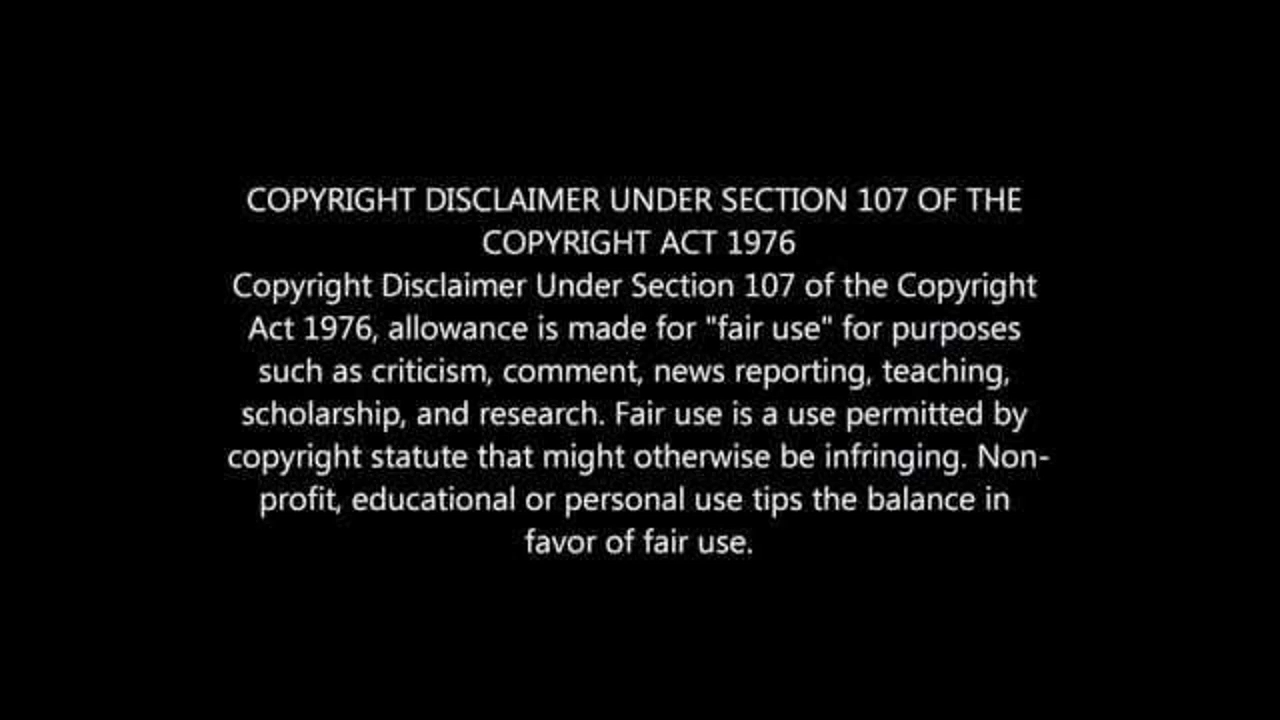 COPYRIGHT DISCLAIMER UNDER SECTION 107 OF THE
COPYRIGHT ACT 1976
Copyright Disclaimer Under Section 107 of the Copyright
Act 1976, allowance is made for "fair use" for purposes
such as criticism, comment, news reporting, teaching,
scholarship, and research. Fair use is a use permitted by
copyright statute that might otherwise be infringing. Non-
profit, educational or personal use tips the balance in
favor of fair use.